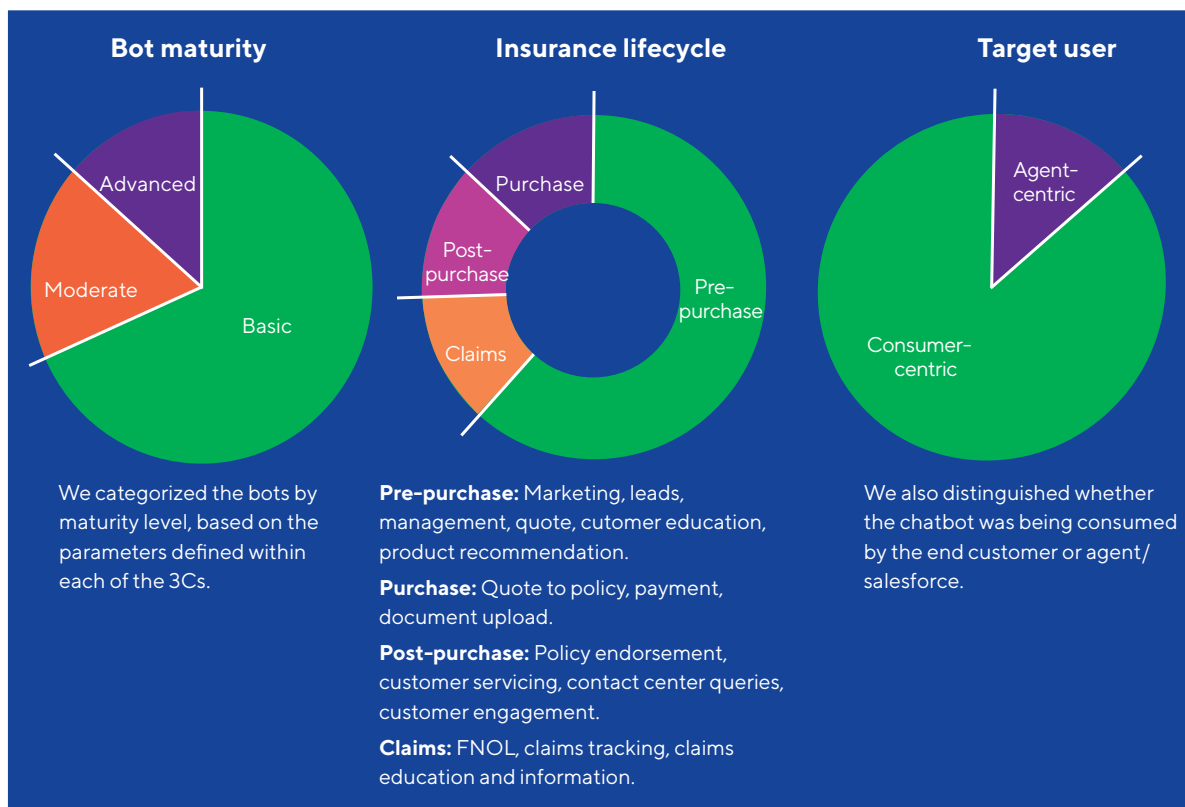 Bot maturity
Advanced
Moderate
Basic
We categorized the bots by
maturity level, based on the
parameters defined within
each of the 3Cs.
Insurance lifecycle
Purchase
Post-
purchase
Pre-
purchase
Claims
Pre-purchase: Marketing, leads,
management, quote, cutomer education,
product recommendation.
Purchase: Quote to policy, payment,
document upload.
Post-purchase: Policy endorsement,
customer servicing, contact center queries,
customer engagement.
Claims: FNOL, claims tracking, claims
education and information.
Target user
Agent-
centric
Consumer-
centric
We also distinguished whether
the chatbot was being consumed
by the end customer or agent/
salesforce.